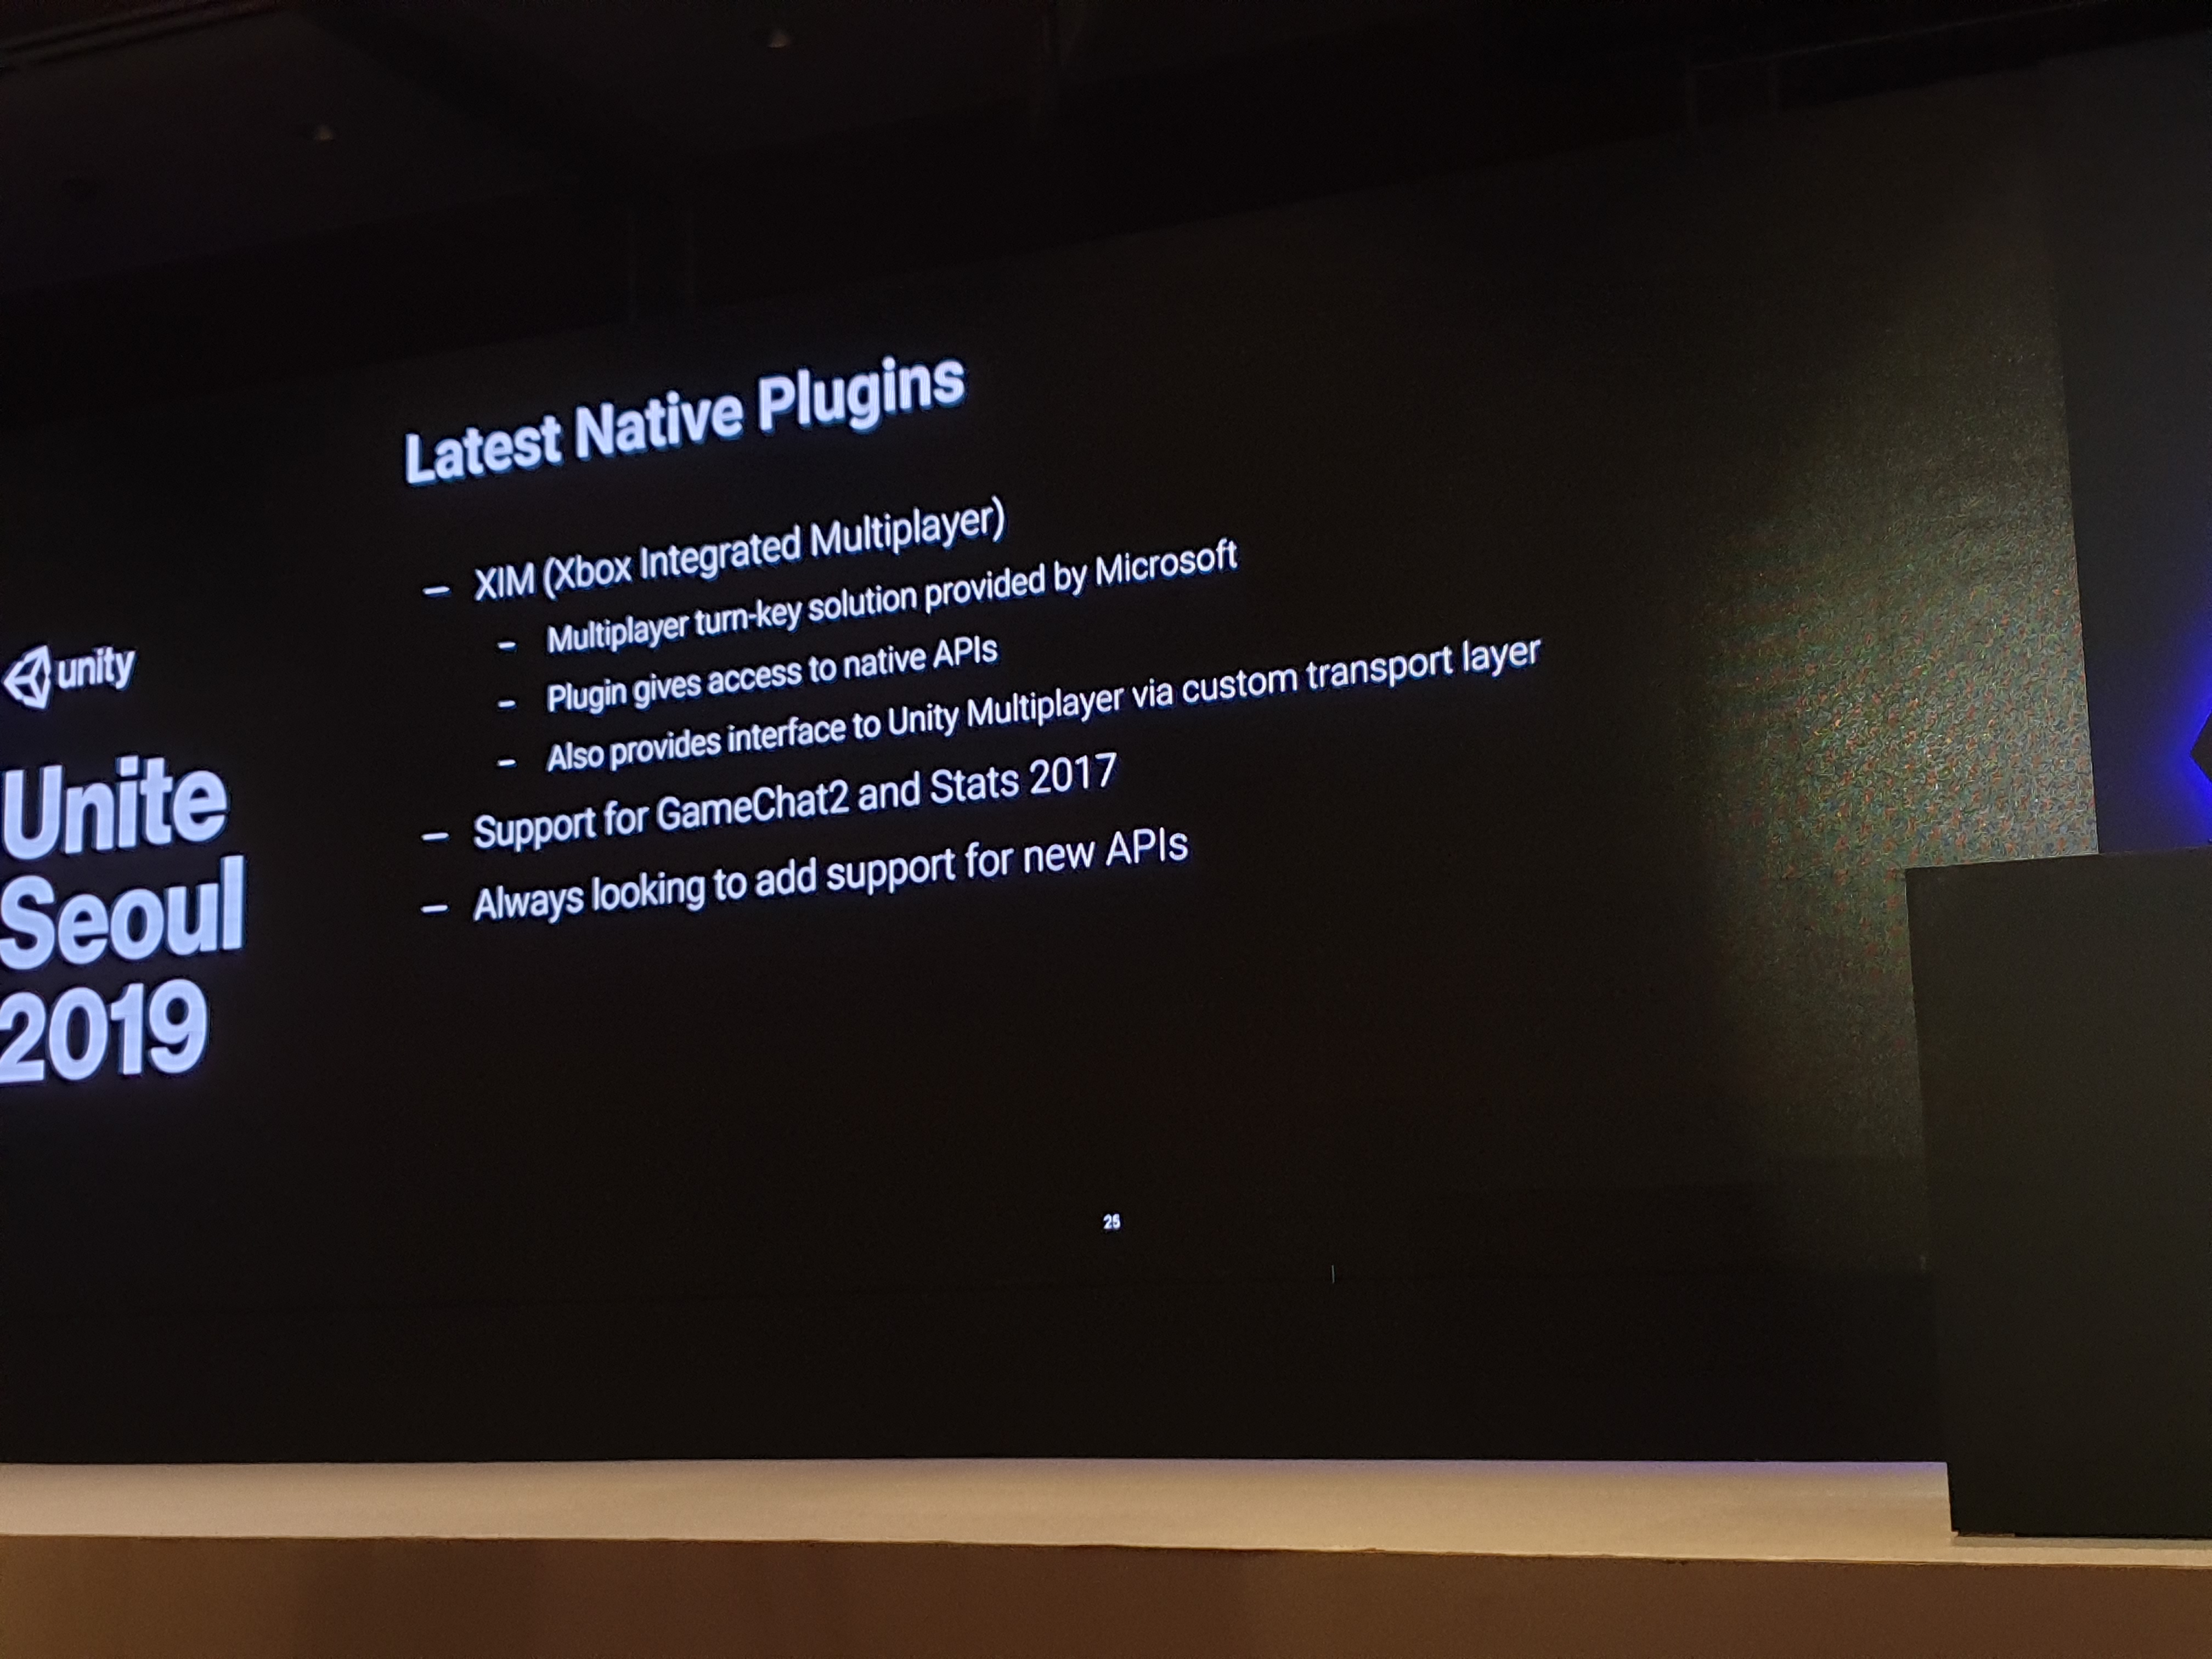 Latest Native Plugins
– XIM (Xbox Integrated Multiplayer)
– Multiplayer turn-key solution provided by Microsoft
– Plugin gives access to native APIs
– Also provides interface to Unity Multiplayer via custom transport layer
– Support for GameChat2 and Stats 2017
– Always looking to add support for new APIs
unity
Unite
Seoul
2019
25